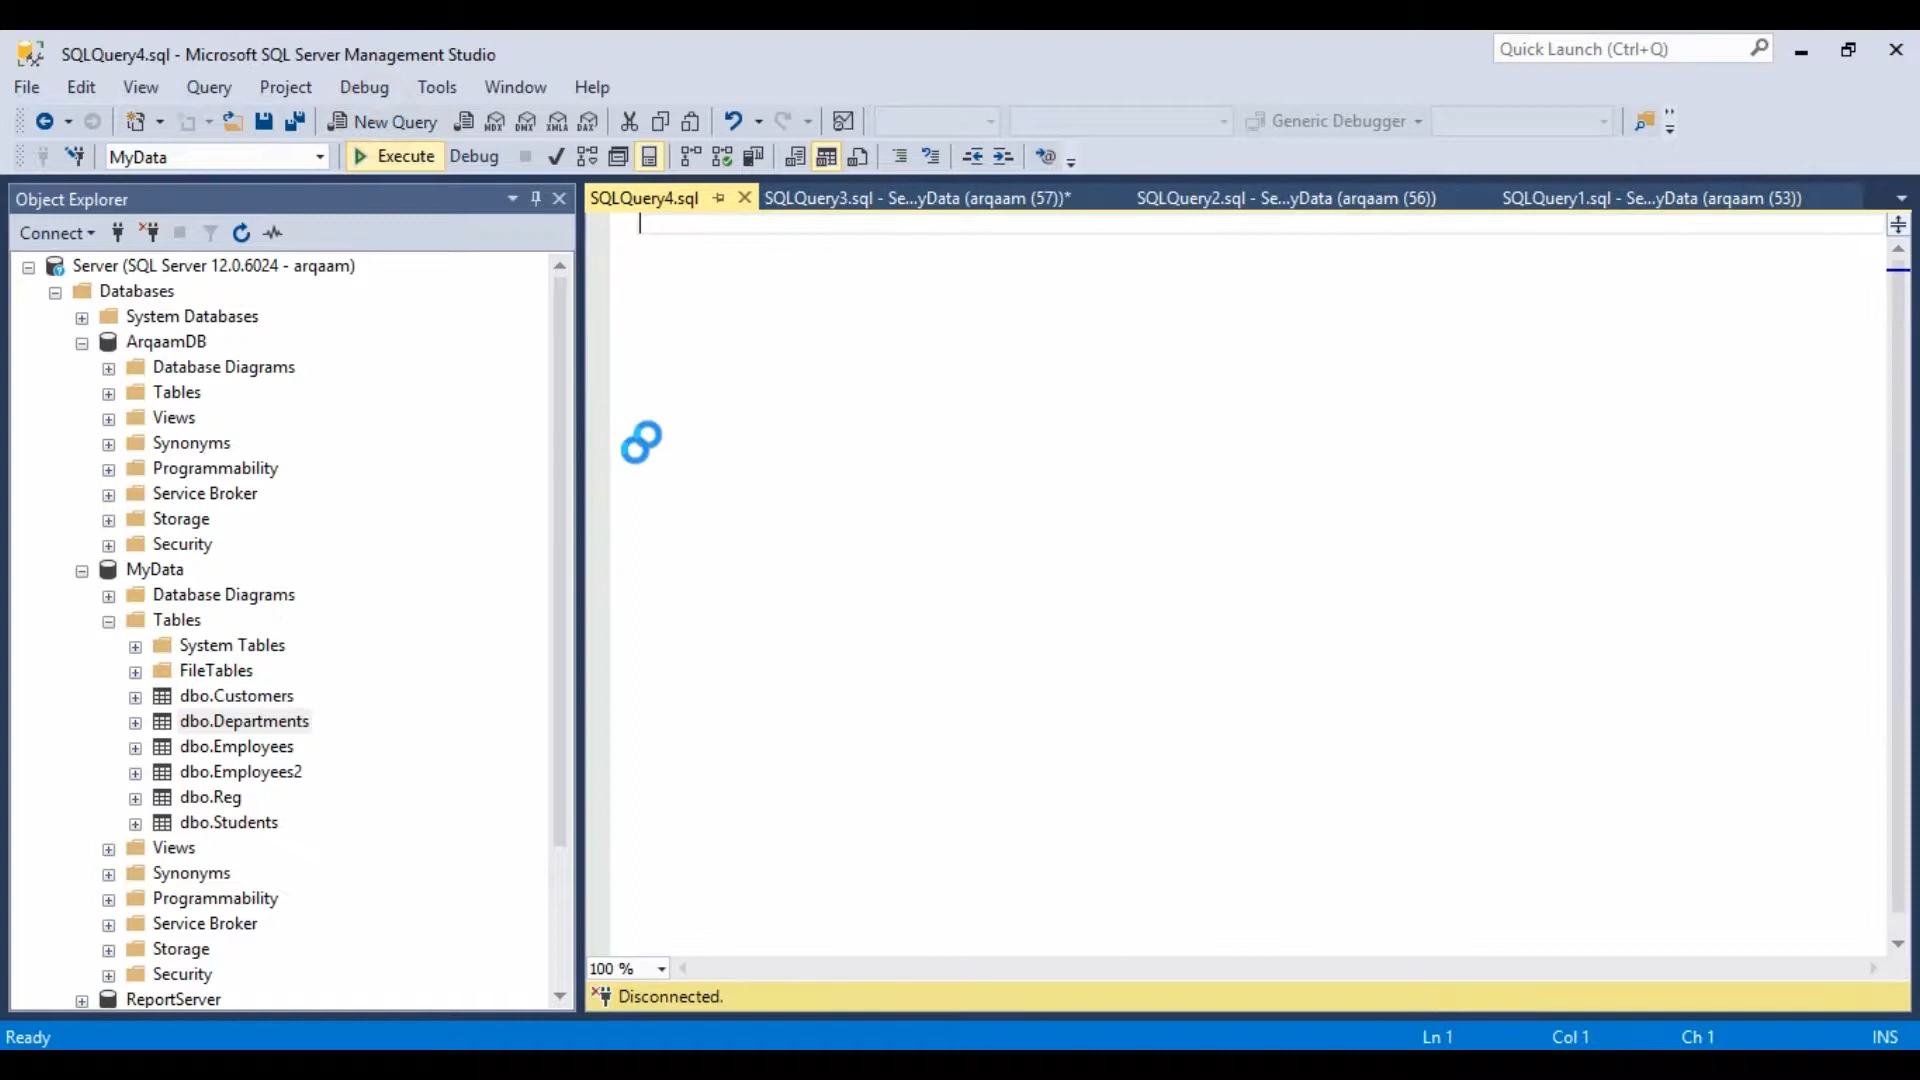 SQLQuery4.sql - Microsoft SQL Server Management Studio
Quick Launch (Ctrl+Q)
File Edit View Query Project Debug Tools Window Help
New Query MDX DMX XMLA DAX Generic Debugger
MyData Execute Debug
Object Explorer
SQLQuery4.sql SQLQuery3.sql - Se...yData (arqaam (57))* SQLQuery2.sql - Se...yData (arqaam (56)) SQLQuery1.sql - Se...yData (arqaam (53))
Connect
Server (SQL Server 12.0.6024 - arqaam)
Databases
System Databases
ArqaamDB
Database Diagrams
Tables
Views
Synonyms
Programmability
Service Broker
Storage
Security
MyData
Database Diagrams
Tables
System Tables
FileTables
dbo.Customers
dbo.Departments
dbo.Employees
dbo.Employees2
dbo.Reg
dbo.Students
Views
Synonyms
Programmability
Service Broker
Storage
Security
ReportServer
100 %
Disconnected.
Ready Ln 1 Col 1 Ch 1 INS